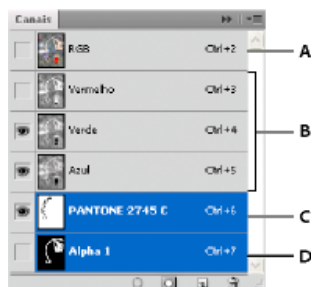 Canais
RGB Ctrl+2 A
Vermelho Ctrl+3
Verde Ctrl+4 B
Azul Ctrl+5
PANTONE 2745 C Ctrl+6 C
Alpha 1 Ctrl+7 D